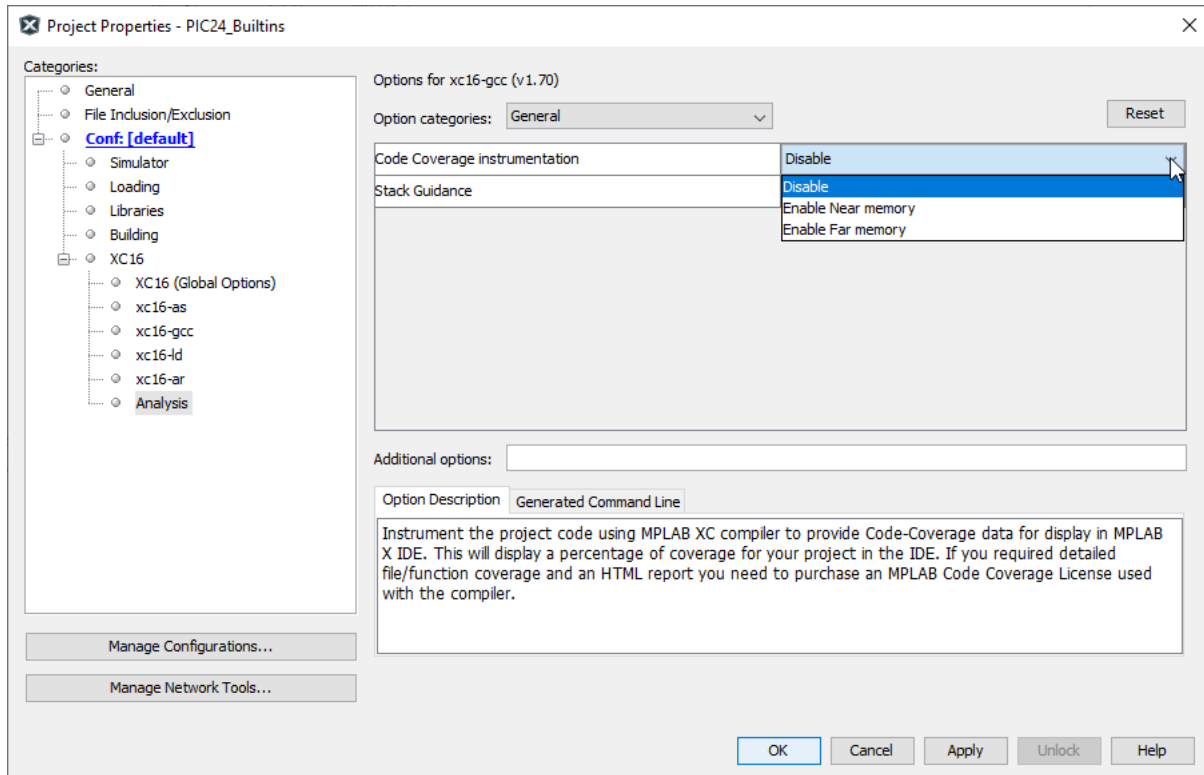 Project Properties - PIC24_Builtins
Categories:
General
File Inclusion/Exclusion
Conf: [default]
Simulator
Loading
Libraries
Building
XC16
XC16 (Global Options)
xc16-as
xc16-gcc
xc16-ld
xc16-ar
Analysis
Manage Configurations...
Manage Network Tools...
Options for xc16-gcc (v1.70)
Option categories: General
Reset
Code Coverage instrumentation Disable
Stack Guidance
Disable
Enable Near memory
Enable Far memory
Additional options:
Option Description Generated Command Line
Instrument the project code using MPLAB XC compiler to provide Code-Coverage data for display in MPLAB
X IDE. This will display a percentage of coverage for your project in the IDE. If you required detailed
file/function coverage and an HTML report you need to purchase an MPLAB Code Coverage License used
with the compiler.
OK Cancel Apply Unlock Help